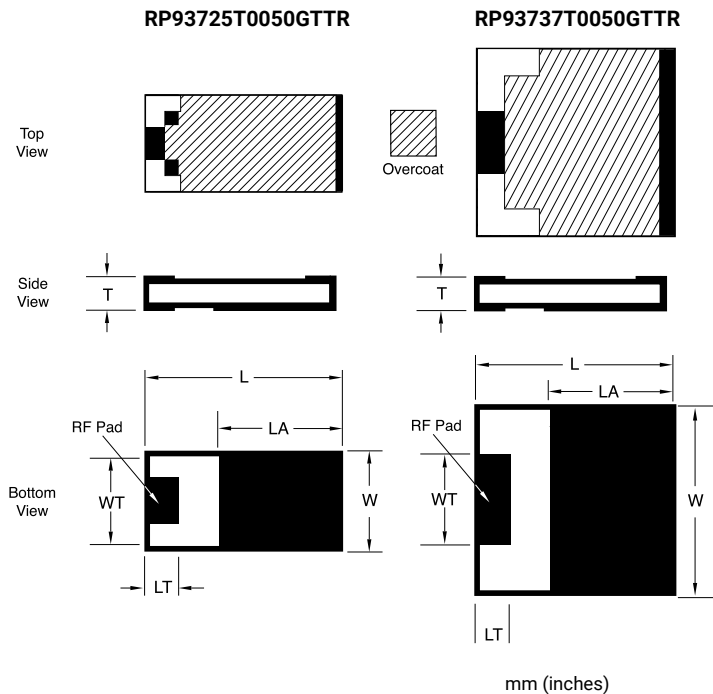 RP93725T0050GTTR
RP93737T0050GTTR
Top
View
Overcoat
Side
View
T
T
L
LA
RF Pad
WT
W
LT
L
LA
RF Pad
WT
W
LT
Bottom
View
mm (inches)